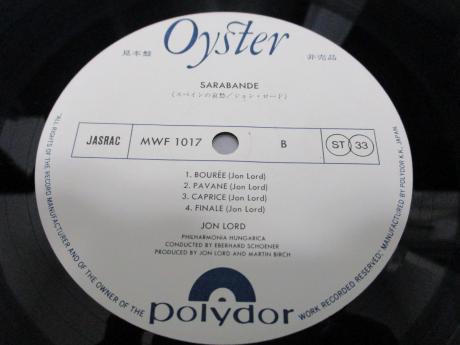 Oyster
見本盤
非売品
SARABANDE
(スペインの哀愁/ジョン・ロード)
JASRAC MWF 1017 B ST 33
1. BOURÉE (Jon Lord)
2. PAVANE (Jon Lord)
3. CAPRICE (Jon Lord)
4. FINALE (Jon Lord)
JON LORD
PHILHARMONIA HUNGARICA
CONDUCTED BY EBERHARD SCHOENER
PRODUCED BY JON LORD AND MARTIN BIRCH
polydor
"ALL RIGHTS OF THE RECORD MANUFACTURER AND OF THE OWNER OF THE WORK RECORDED RESERVED: MANUFACTURED BY POLYDOR K.K., JAPAN